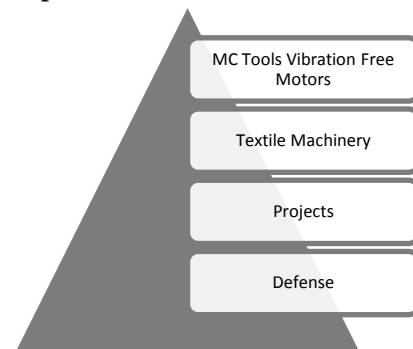 MC Tools Vibration Free
Motors
Textile Machinery
Projects
Defense